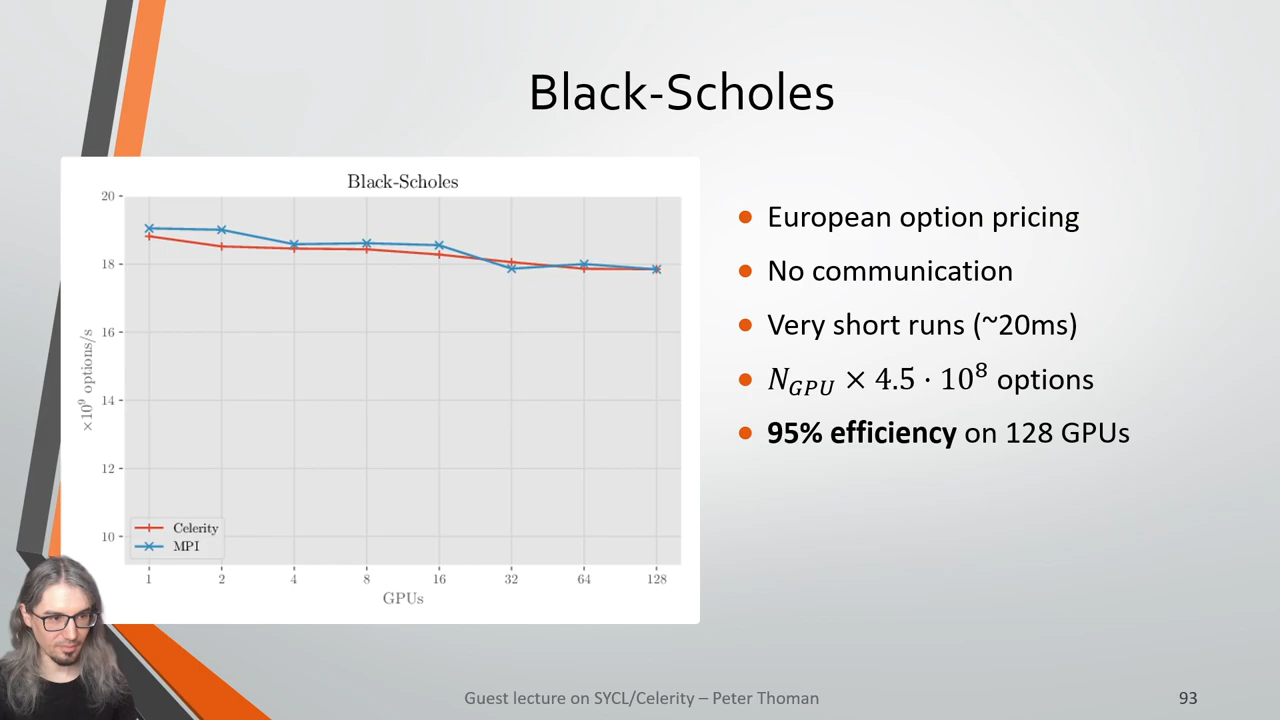 Black-Scholes
Black-Scholes
20
18
16
14
12
10
×10⁹ options/s
Celerity
MPI
1 2 4 8 16 32 64 128
GPUs
European option pricing
No communication
Very short runs (~20ms)
N_GPU × 4.5 · 10⁸ options
95% efficiency on 128 GPUs
Guest lecture on SYCL/Celerity – Peter Thoman
93